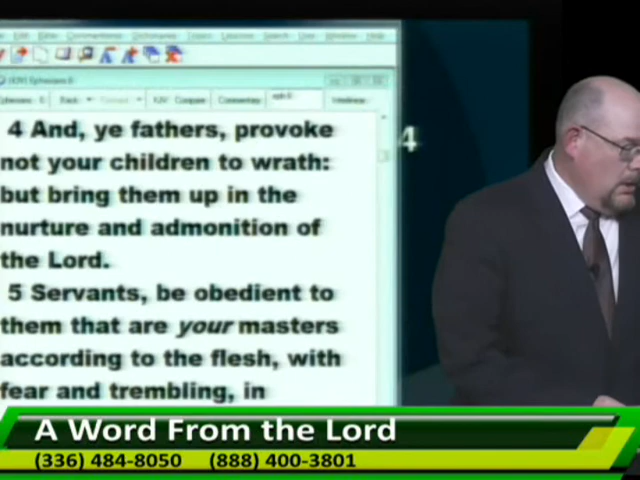 4 And, ye fathers, provoke
not your children to wrath:
but bring them up in the
nurture and admonition of
the Lord.
5 Servants, be obedient to
them that are your masters
according to the flesh, with
fear and trembling, in
4
A Word From the Lord
(336) 484-8050 (888) 400-3801